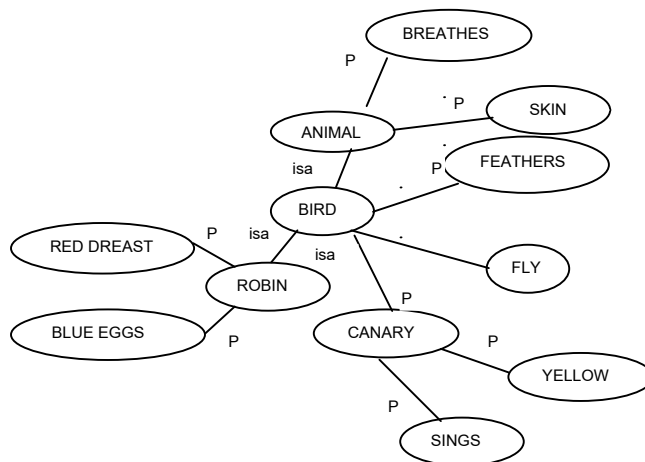 BREATHES
P
P
SKIN
ANIMAL
FEATHERS
isa
P
BIRD
RED DREAST
P
isa
isa
FLY
ROBIN
BLUE EGGS
P
P
CANARY
P
YELLOW
P
SINGS